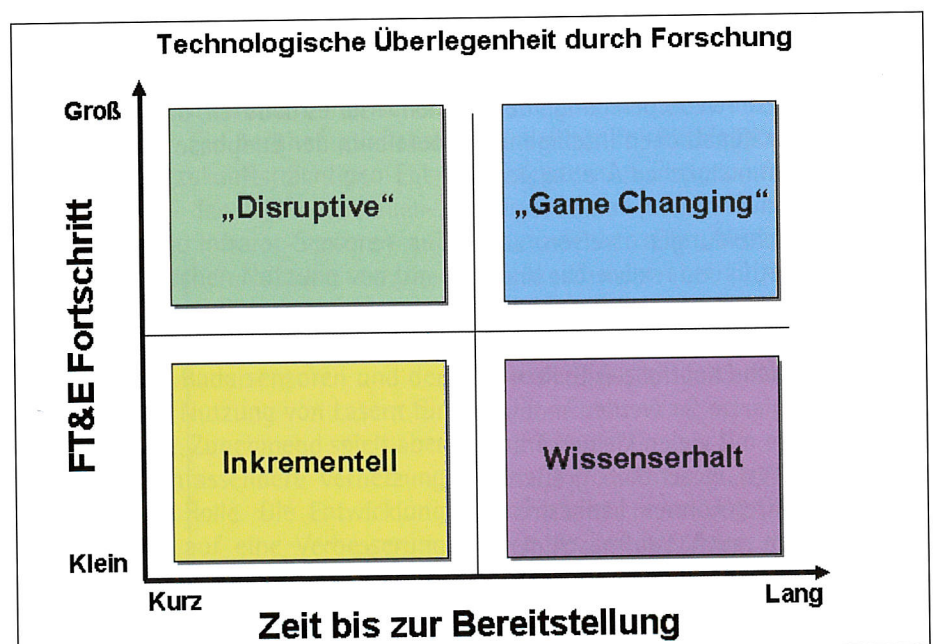 Technologische Überlegenheit durch Forschung
Groß
„Disruptive“
„Game Changing“
FT&E Fortschritt
Inkrementell
Wissenserhalt
Klein
Kurz
Lang
Zeit bis zur Bereitstellung